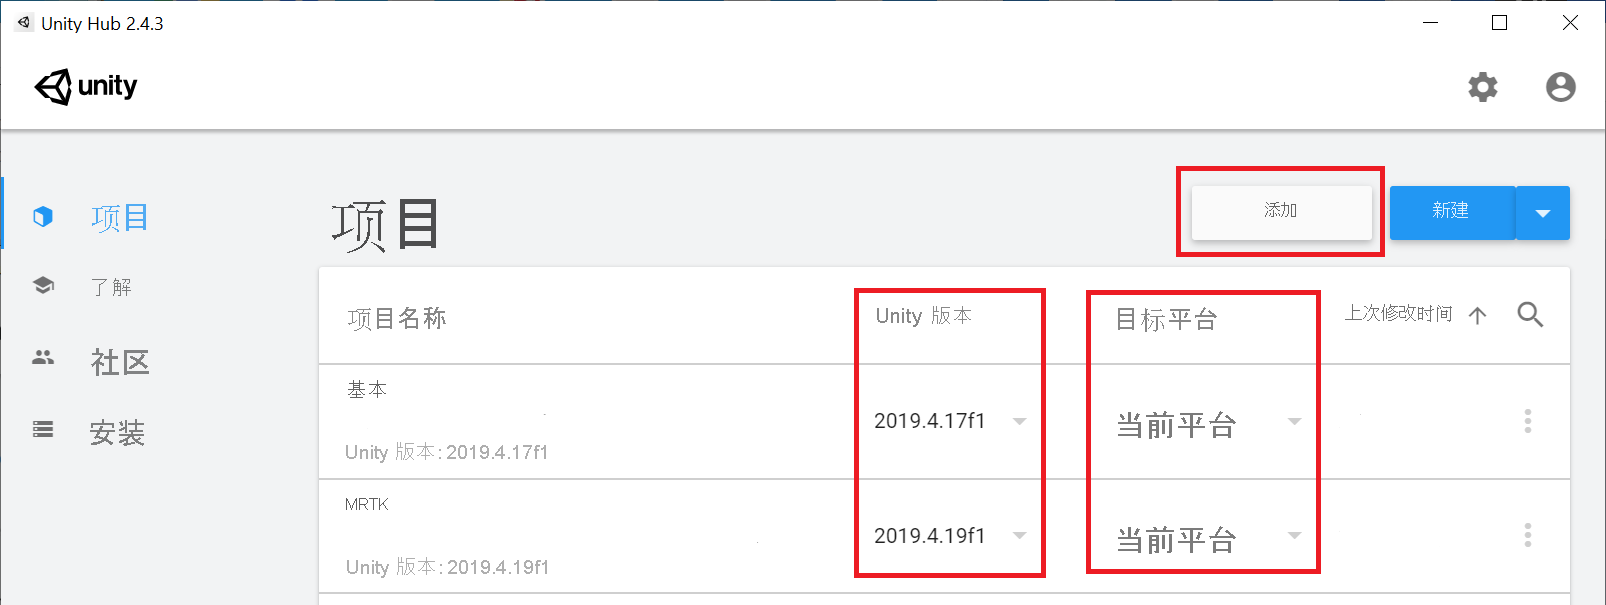 Unity Hub 2.4.3
unity
项目
了解
社区
安装
项目
添加
新建
项目名称
Unity 版本
目标平台
上次修改时间
基本
2019.4.17f1
当前平台
Unity 版本: 2019.4.17f1
MRTK
2019.4.19f1
当前平台
Unity 版本: 2019.4.19f1